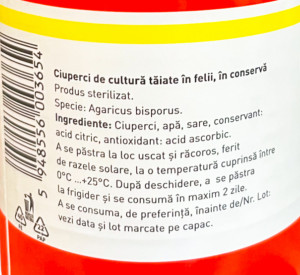 Ciuperci de cultură tăiate în felii, în conservă
Produs sterilizat.
Specie: Agaricus bisporus.
Ingrediente: Ciuperci, apă, sare, conservant:
acid citric, antioxidant: acid ascorbic.
A se păstra la loc uscat și răcoros, ferit
de razele solare, la o temperatură cuprinsă între
0°C ...+25°C. După deschidere, a se păstra
la frigider și se consumă în maxim 2 zile.
A se consuma, de preferință, înainte de/Nr. Lot:
vezi data și lot marcate pe capac.
5 948556 003654